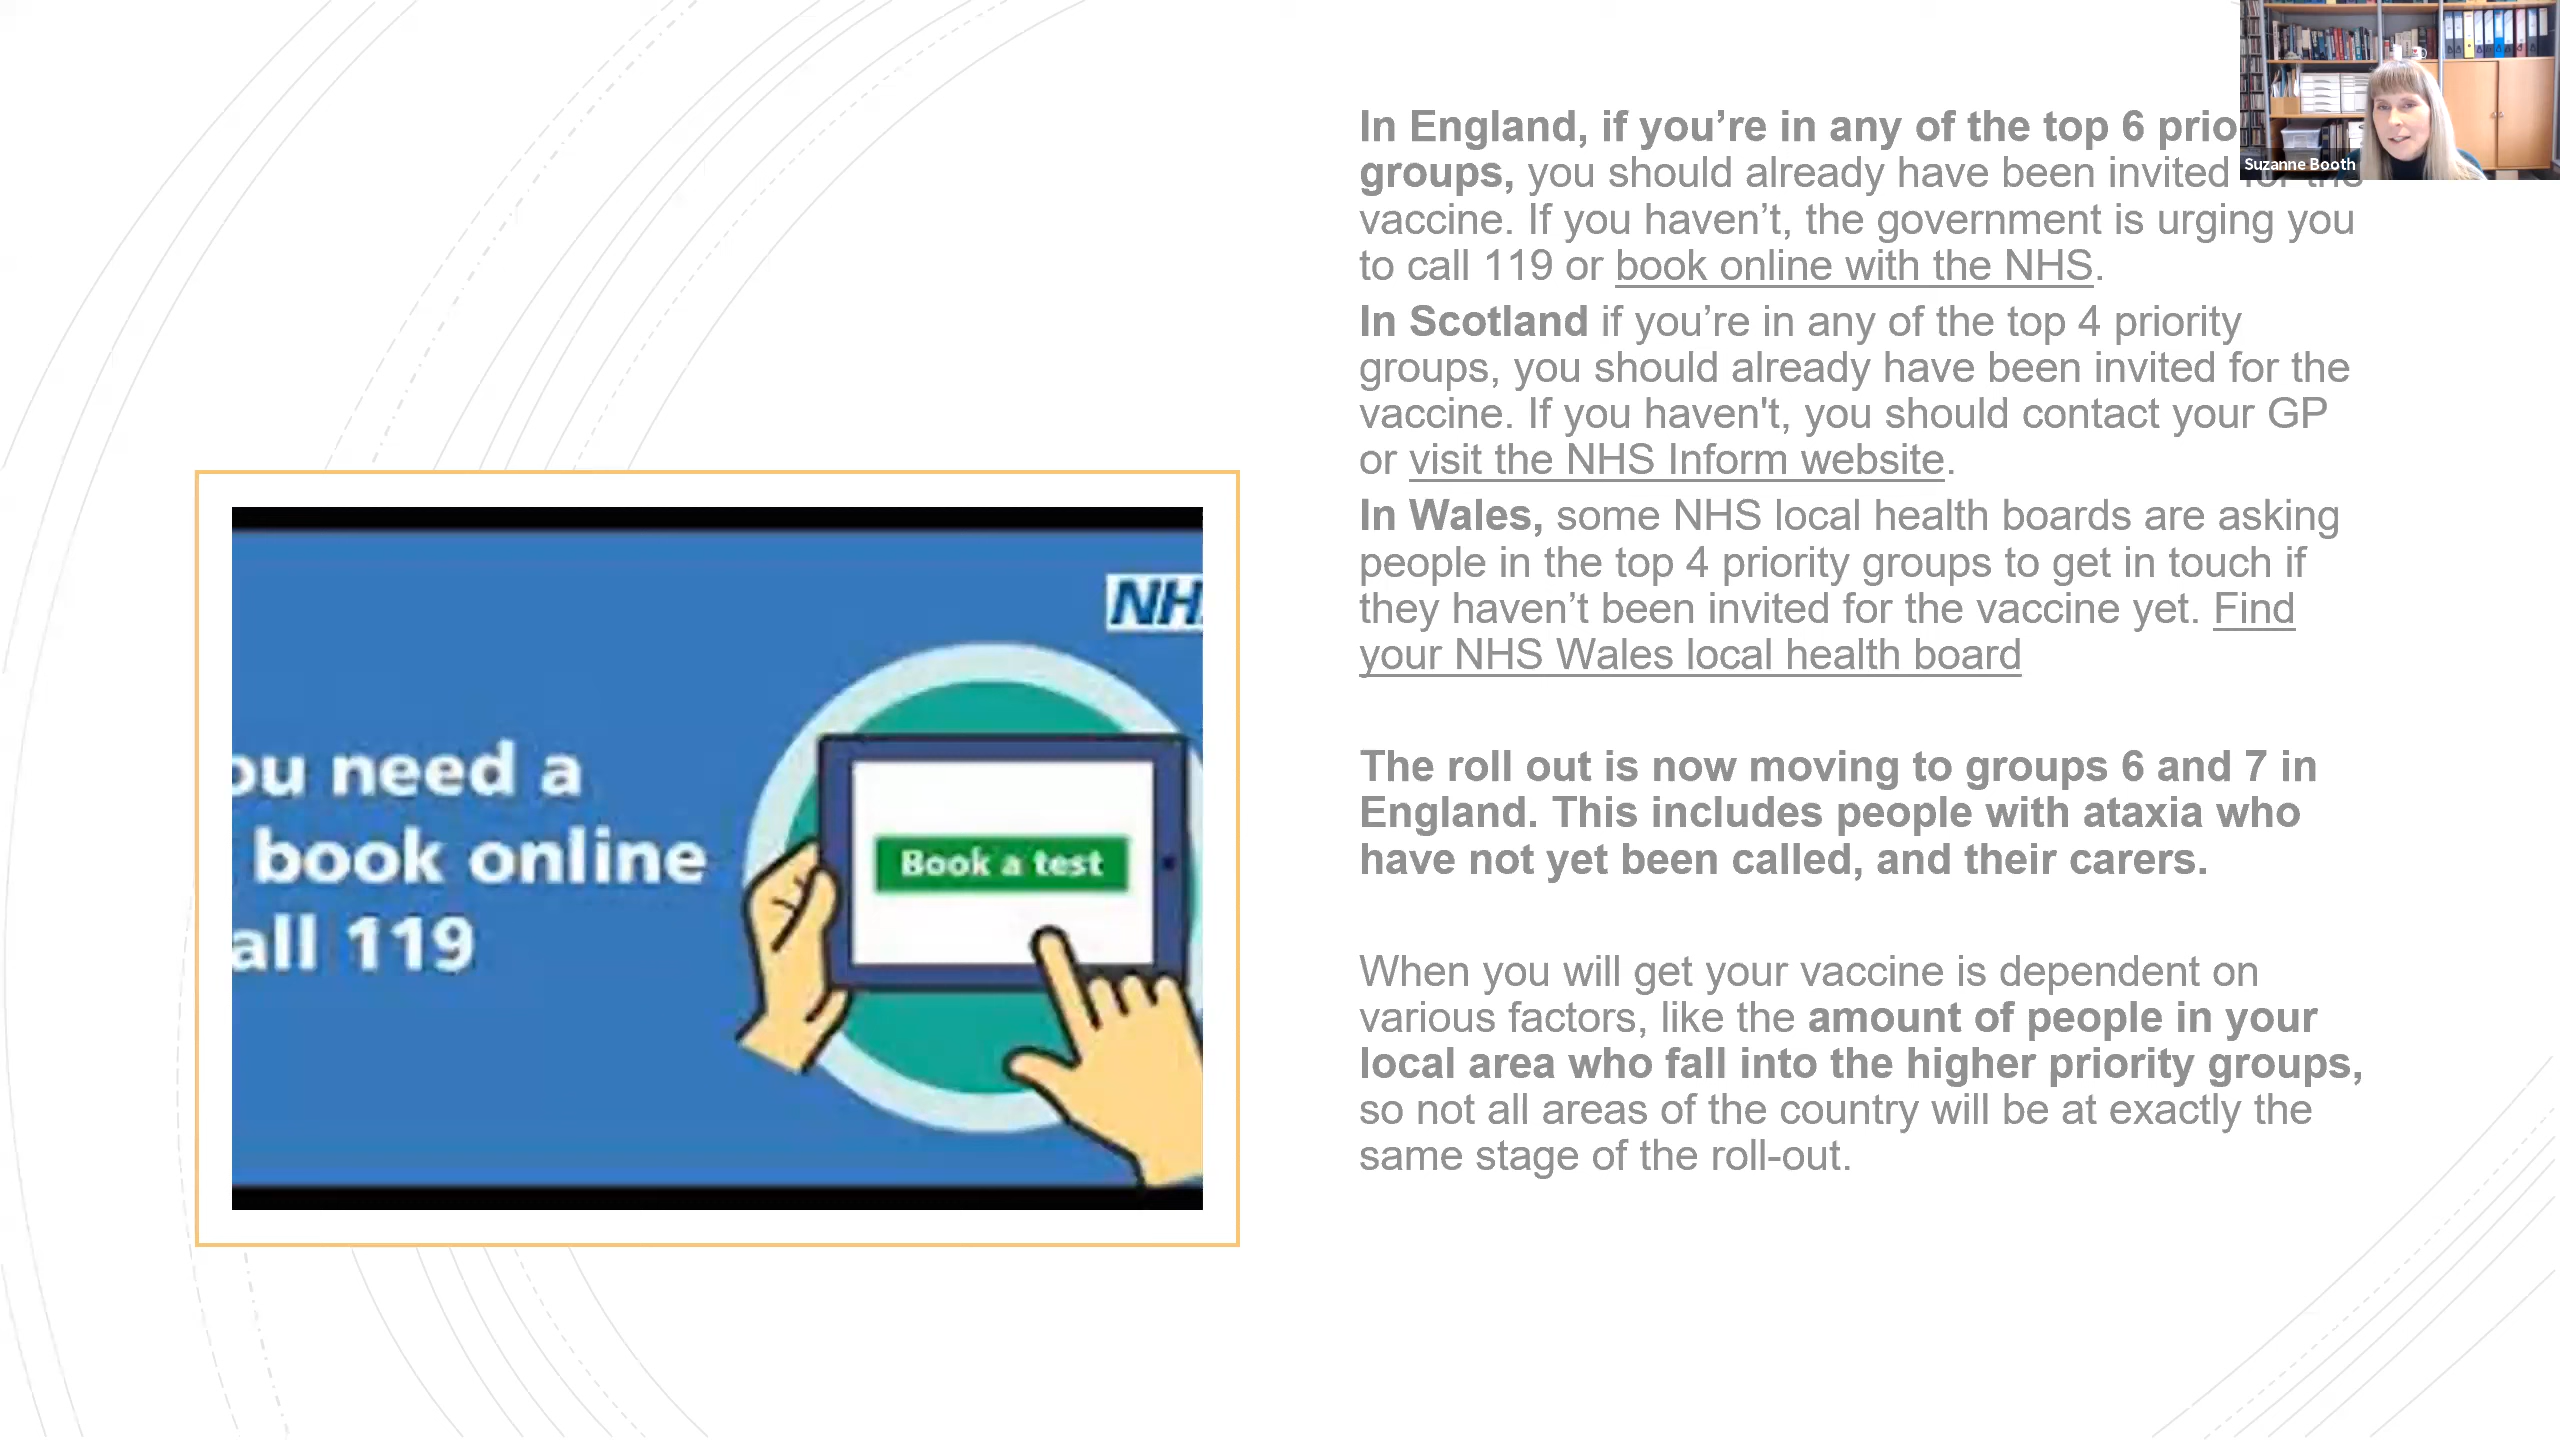 In England, if you’re in any of the top 6
groups, you should already have been invited
vaccine. If you haven’t, the government is urging you
to call 119 or book online with the NHS.
In Scotland if you’re in any of the top 4 priority
groups, you should already have been invited for the
vaccine. If you haven't, you should contact your GP
or visit the NHS Inform website.
In Wales, some NHS local health boards are asking
people in the top 4 priority groups to get in touch if
they haven’t been invited for the vaccine yet. Find
your NHS Wales local health board
The roll out is now moving to groups 6 and 7 in
England. This includes people with ataxia who
have not yet been called, and their carers.
When you will get your vaccine is dependent on
various factors, like the amount of people in your
local area who fall into the higher priority groups,
so not all areas of the country will be at exactly the
same stage of the roll-out.
Suzanne Booth
need a
book online
119
Book a test